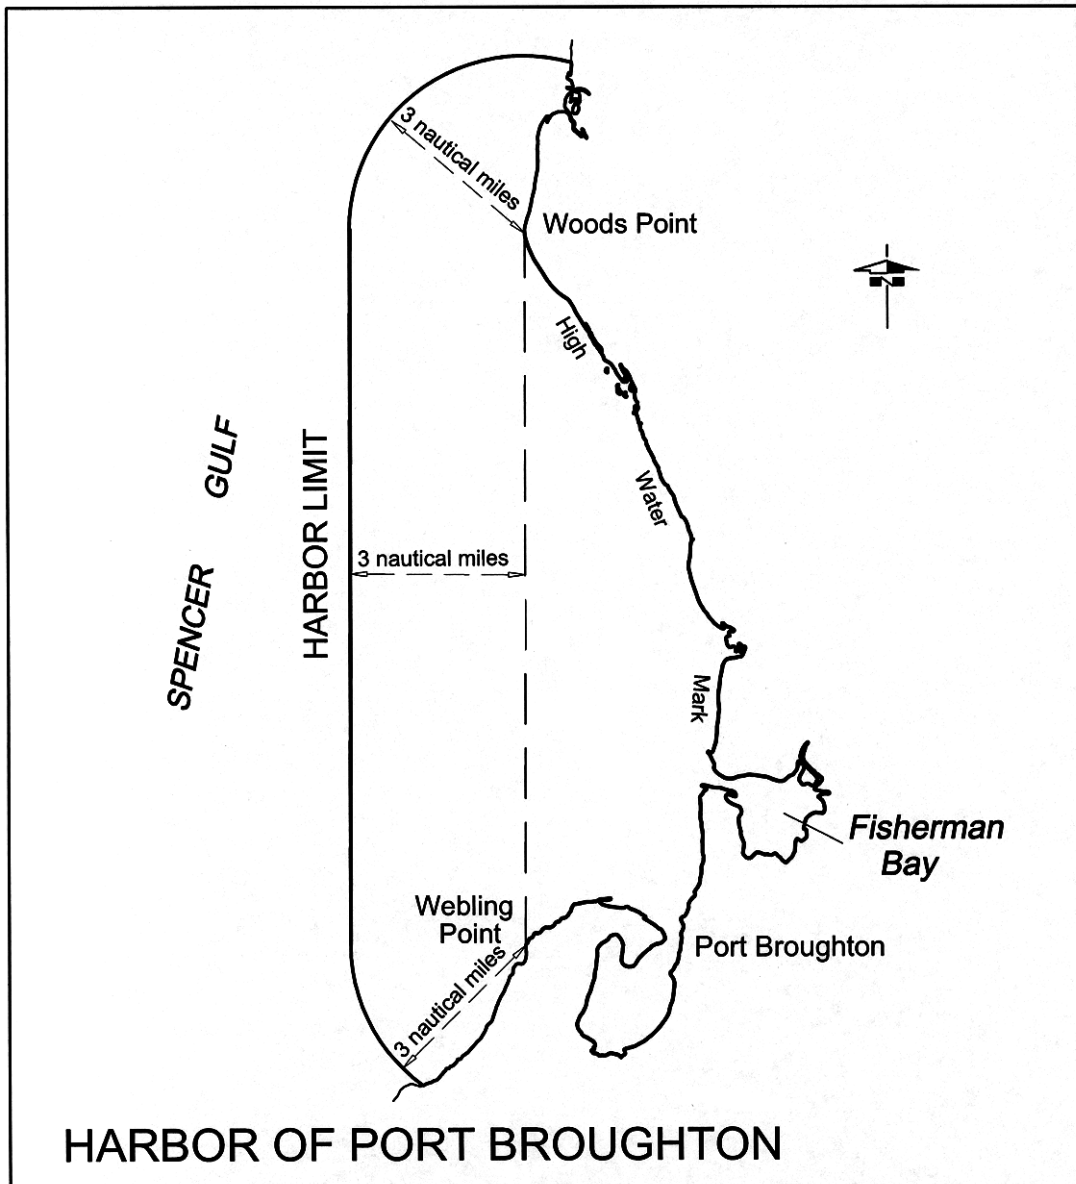 3 nautical miles
Woods Point
N
High
Water
Mark
SPENCER GULF
HARBOR LIMIT
3 nautical miles
Fisherman
Bay
Webling
Point
Port Broughton
3 nautical miles
HARBOR OF PORT BROUGHTON